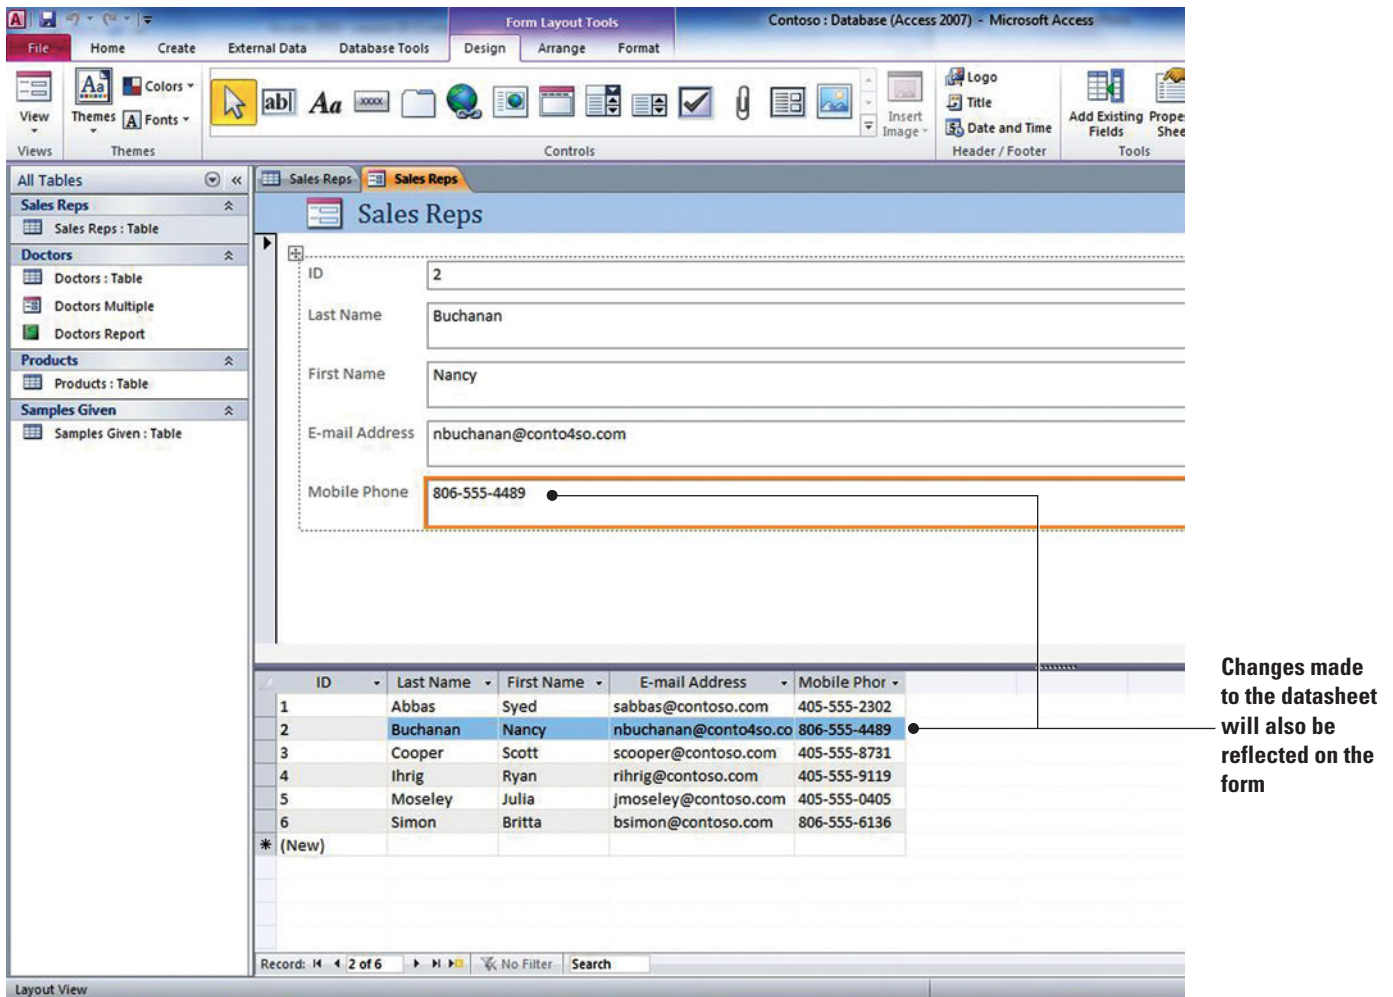 Form Layout Tools
Contoso : Database (Access 2007) - Microsoft Access
File Home Create External Data Database Tools Design Arrange Format
View
Views
Aa
Themes
Colors
A Fonts
Themes
ab Aa xxxx
Controls
Insert
Image
Logo
Title
Date and Time
Header / Footer
Add Existing
Fields
Prope
Shee
Tools
All Tables
Sales Reps
Sales Reps : Table
Doctors
Doctors : Table
Doctors Multiple
Doctors Report
Products
Products : Table
Samples Given
Samples Given : Table
Sales Reps Sales Reps
Sales Reps
ID 2
Last Name Buchanan
First Name Nancy
E-mail Address nbuchanan@conto4so.com
Mobile Phone 806-555-4489
ID Last Name First Name E-mail Address Mobile Phor
1 Abbas Syed sabbas@contoso.com 405-555-2302
2 Buchanan Nancy nbuchanan@conto4so.co 806-555-4489
3 Cooper Scott scooper@contoso.com 405-555-8731
4 Ihrig Ryan rihrig@contoso.com 405-555-9119
5 Moseley Julia jmoseley@contoso.com 405-555-0405
6 Simon Britta bsimon@contoso.com 806-555-6136
* (New)
Record: 2 of 6 No Filter Search
Layout View
Changes made
to the datasheet
will also be
reflected on the
form